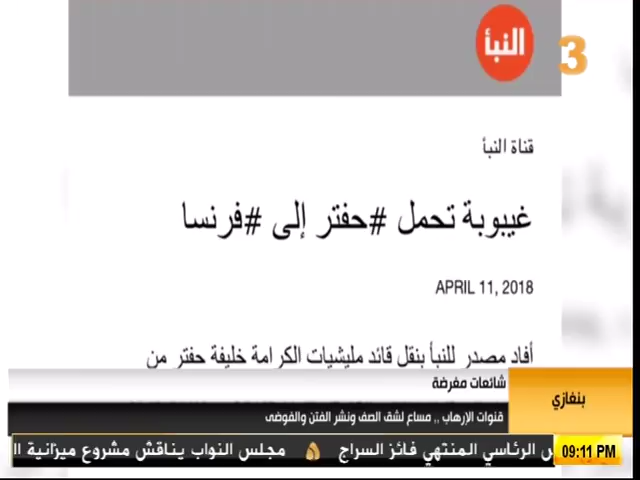 النبأ
3
قناة النبأ
غيبوبة تحمل #حفتر إلى #فرنسا
APRIL 11, 2018
أفاد مصدر للنبأ بنقل قائد مليشيات الكرامة خليفة حفتر من
بنغازي
شائعات مغرضة
قنوات الإرهاب .. مساع لشق الصف ونشر الفتن والفوضى
09:11 PM
الرئاسي المنتهي فائز السراج مجلس النواب يناقش مشروع ميزانية